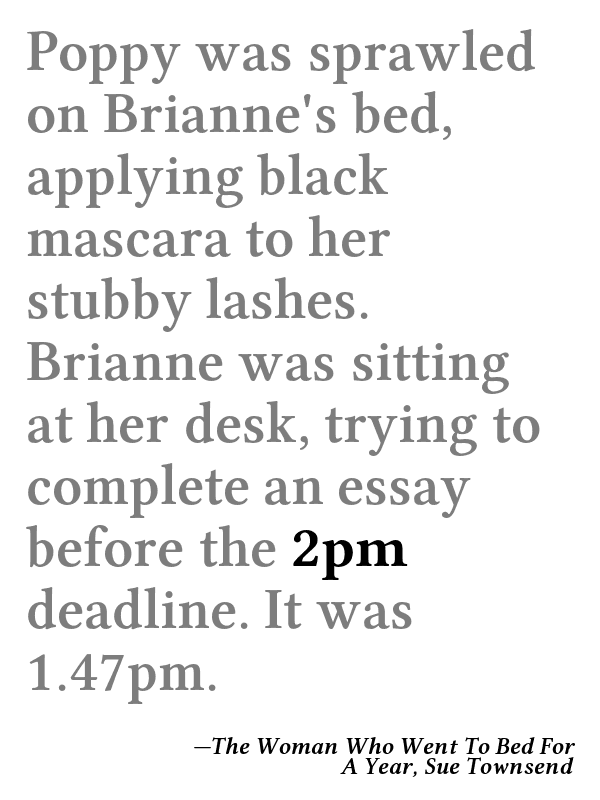 Poppy was sprawled
on Brianne's bed,
applying black
mascara to her
stubby lashes.
Brianne was sitting
at her desk, trying to
complete an essay
before the 2pm
deadline. It was
1.47pm.
—The Woman Who Went To Bed For
A Year, Sue Townsend